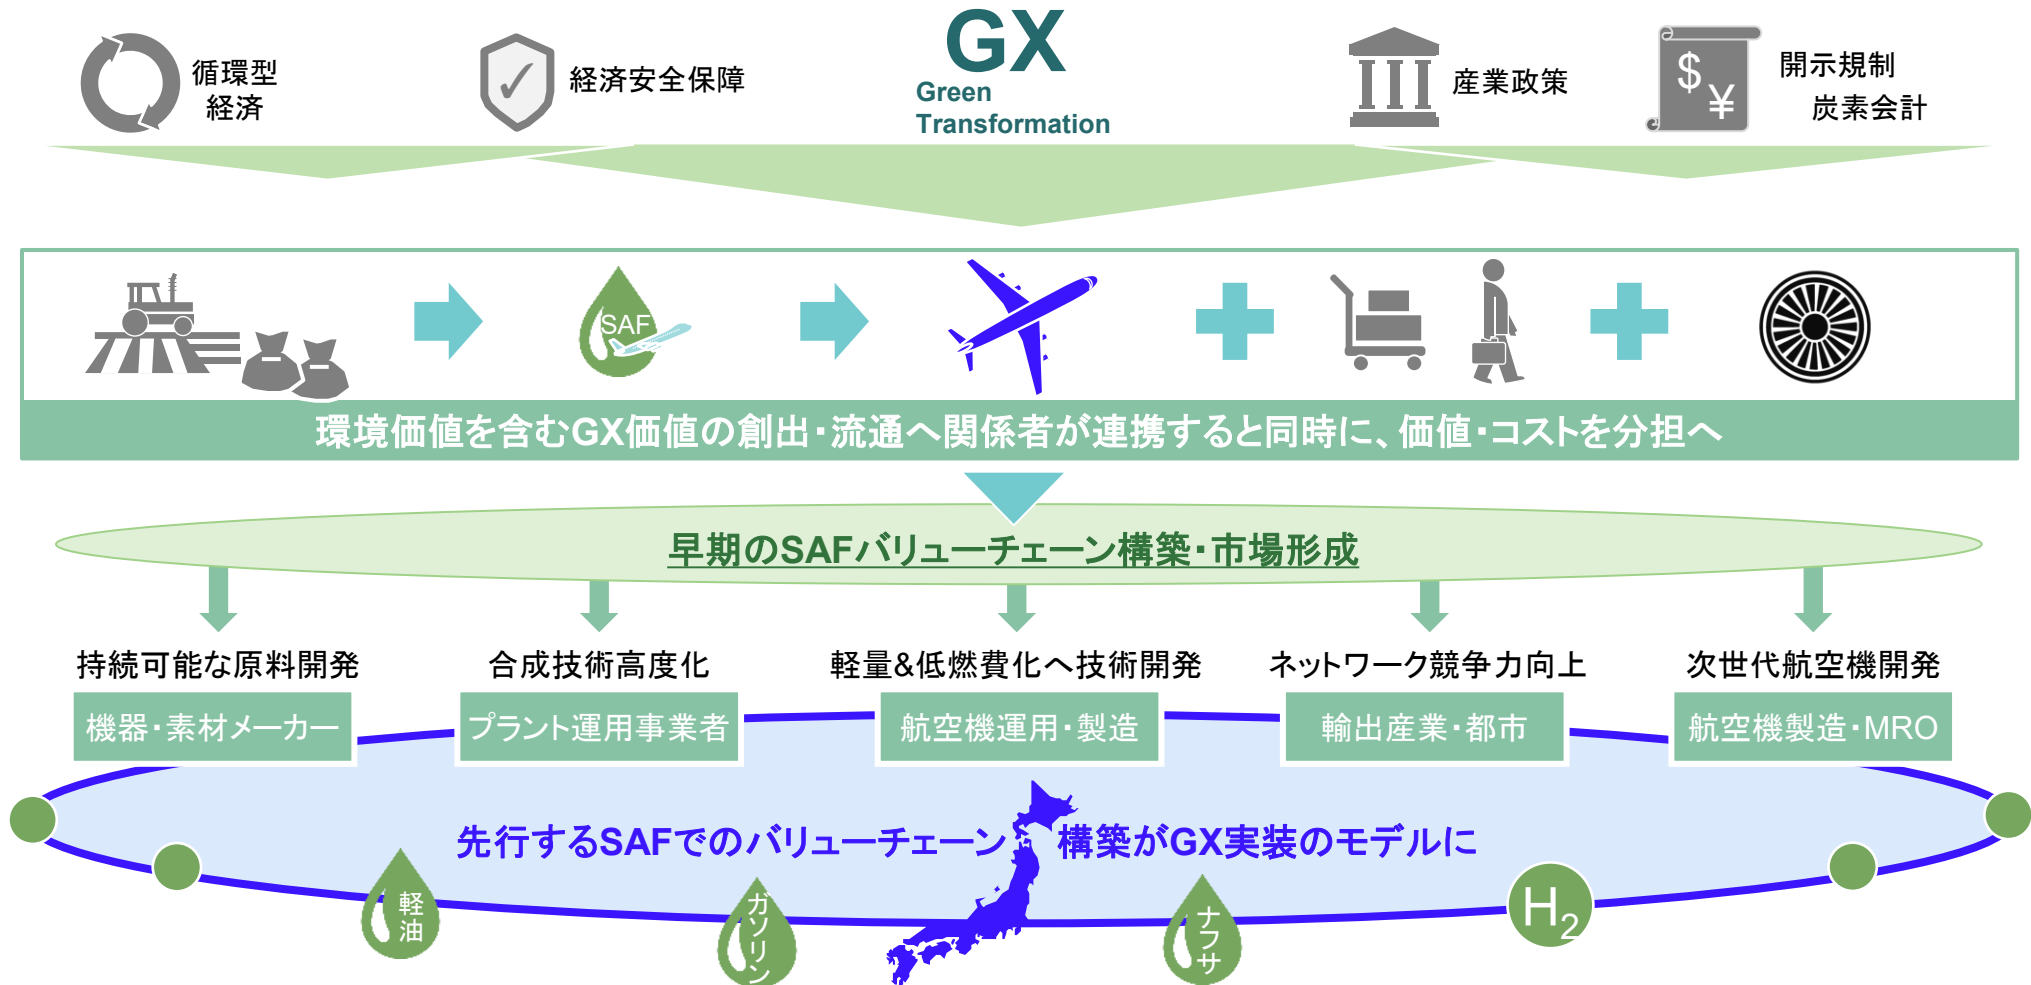 循環型
経済
経済安全保障
GX
Green
Transformation
産業政策
$
¥
開示規制
炭素会計
SAF
環境価値を含むGX価値の創出・流通へ関係者が連携すると同時に、価値・コストを分担へ
早期のSAFバリューチェーン構築・市場形成
持続可能な原料開発
合成技術高度化
軽量&低燃費化へ技術開発
ネットワーク競争力向上
次世代航空機開発
機器・素材メーカー
プラント運用事業者
航空機運用・製造
輸出産業・都市
航空機製造・MRO
先行するSAFでのバリューチェーン 構築がGX実装のモデルに
軽油
ガソリン
ナフサ
H2